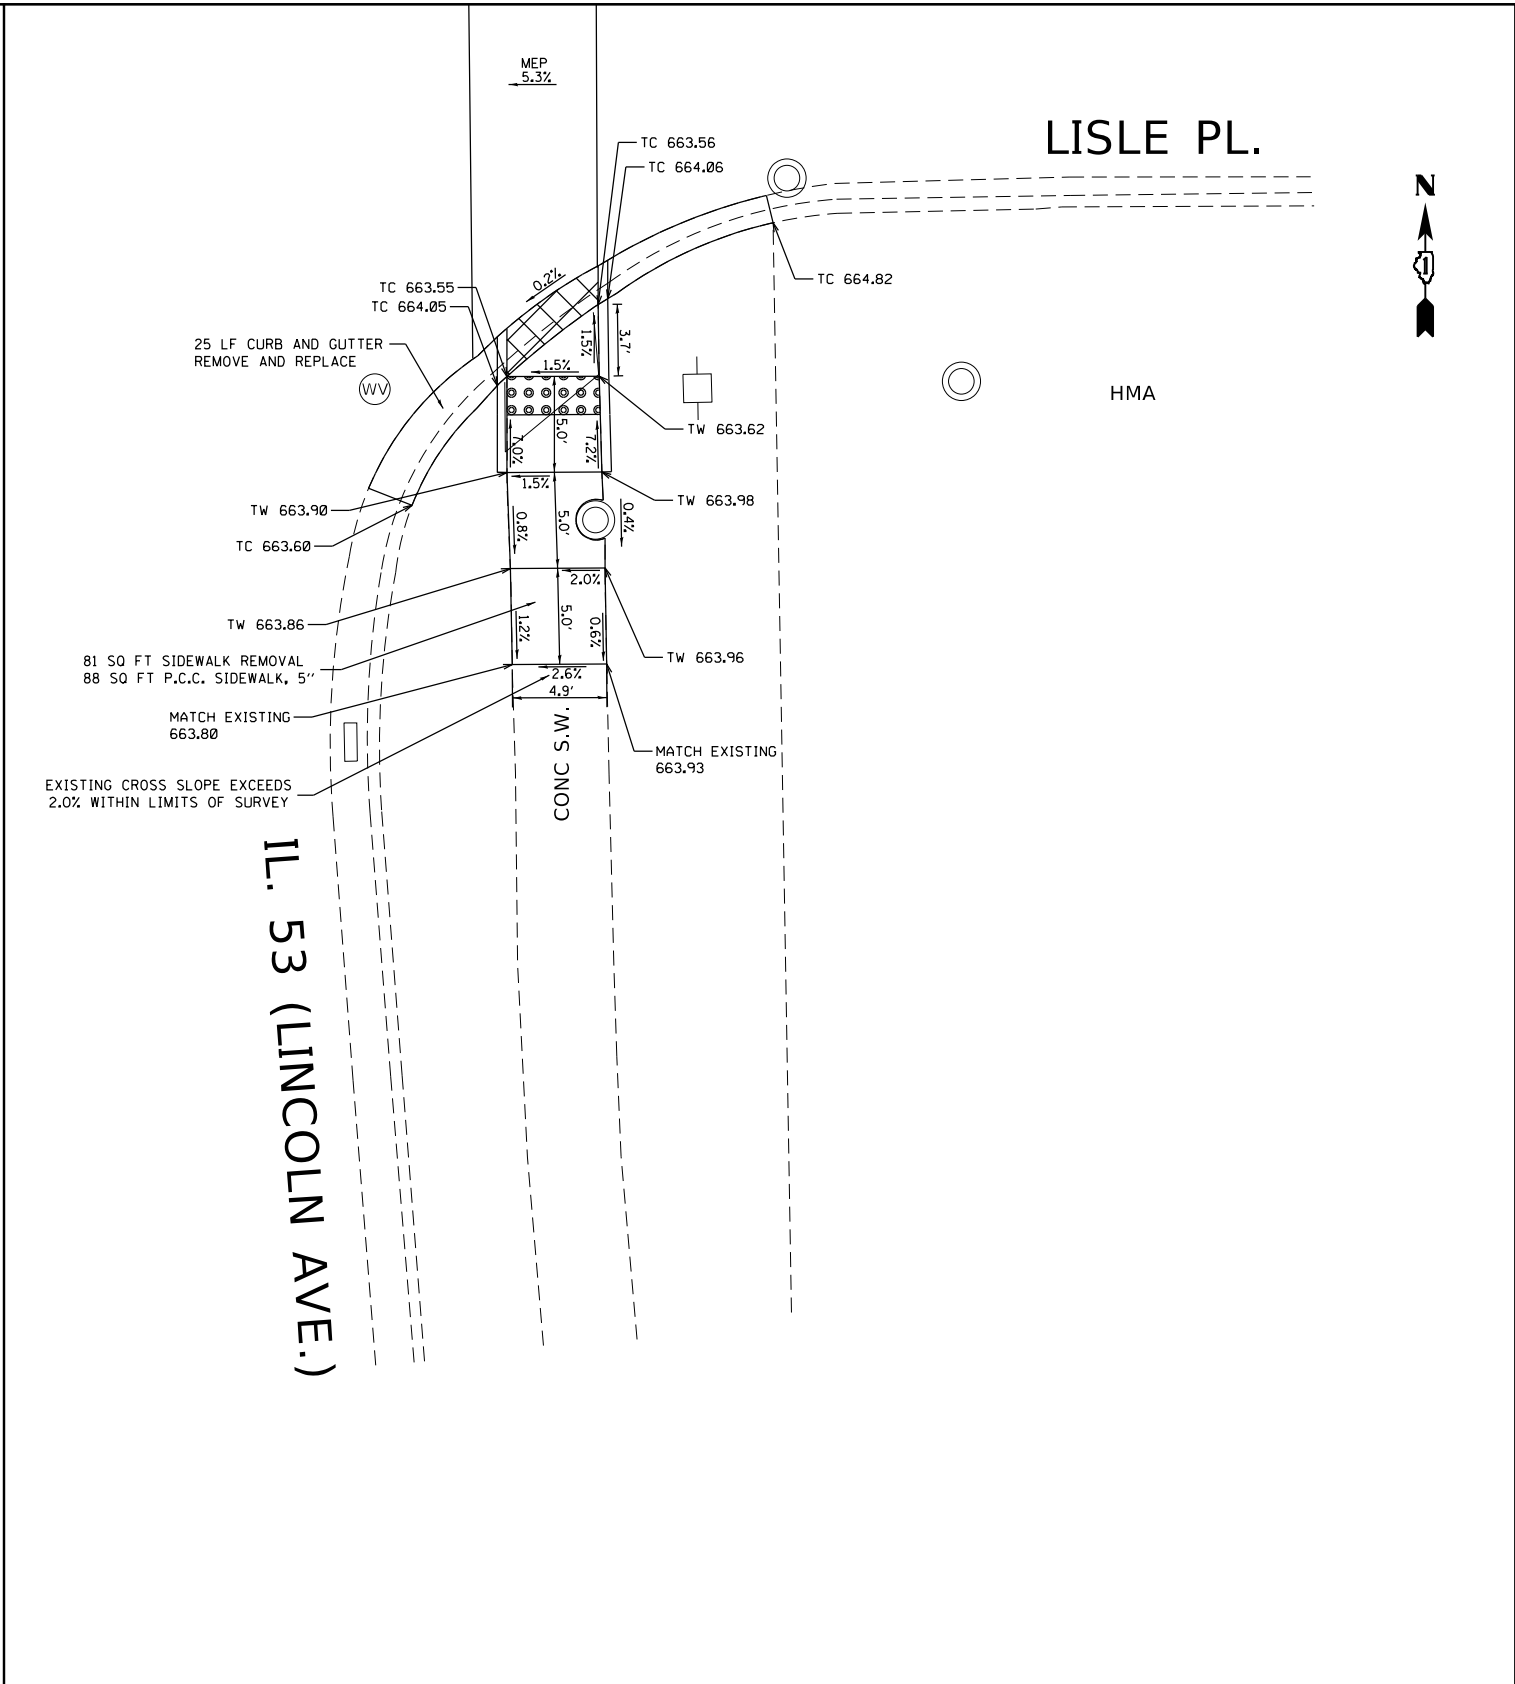 MEP
5.3%
LISLE PL.
TC 663.56
TC 664.06
N
1
0.2%
TC 663.55
TC 664.05
TC 664.82
25 LF CURB AND GUTTER
REMOVE AND REPLACE
1.5%
3.7'
1.5%
WV
HMA
TW 663.62
5.0'
7.0%
7.2%
1.5%
TW 663.90
TW 663.98
TC 663.60
0.8%
5.0'
0.4%
2.0%
TW 663.86
1.2%
5.0'
0.6%
TW 663.96
81 SQ FT SIDEWALK REMOVAL
88 SQ FT P.C.C. SIDEWALK, 5''
2.6%
4.9'
MATCH EXISTING
663.80
CONC S.W.
MATCH EXISTING
663.93
EXISTING CROSS SLOPE EXCEEDS
2.0% WITHIN LIMITS OF SURVEY
IL. 53 (LINCOLN AVE.)